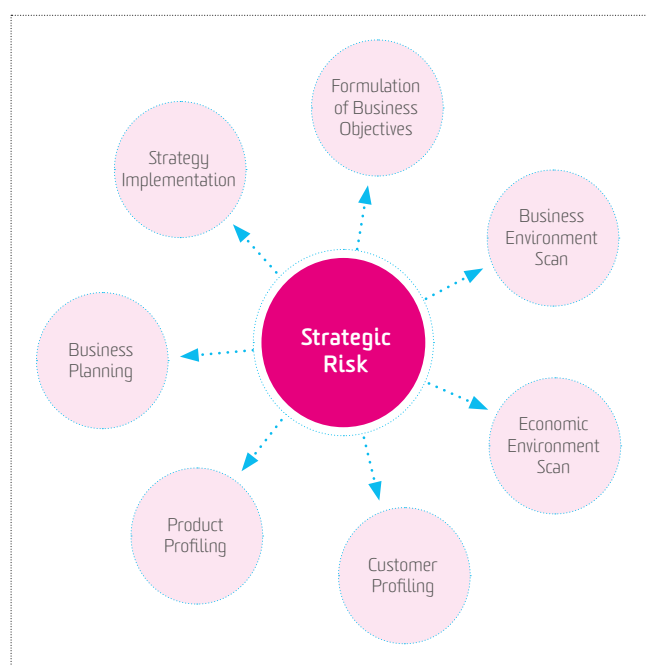 Formulation
of Business
Objectives
Strategy
Implementation
Business
Environment
Scan
Strategic
Risk
Business
Planning
Economic
Environment
Scan
Product
Profiling
Customer
Profiling